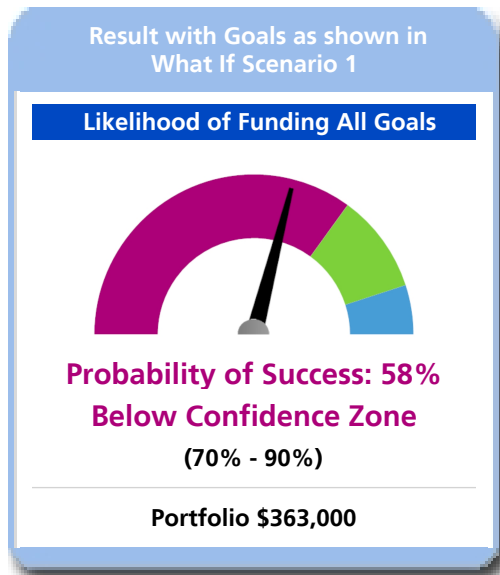 Result with Goals as shown in
What If Scenario 1
Likelihood of Funding All Goals
Probability of Success: 58%
Below Confidence Zone
(70% - 90%)
Portfolio $363,000